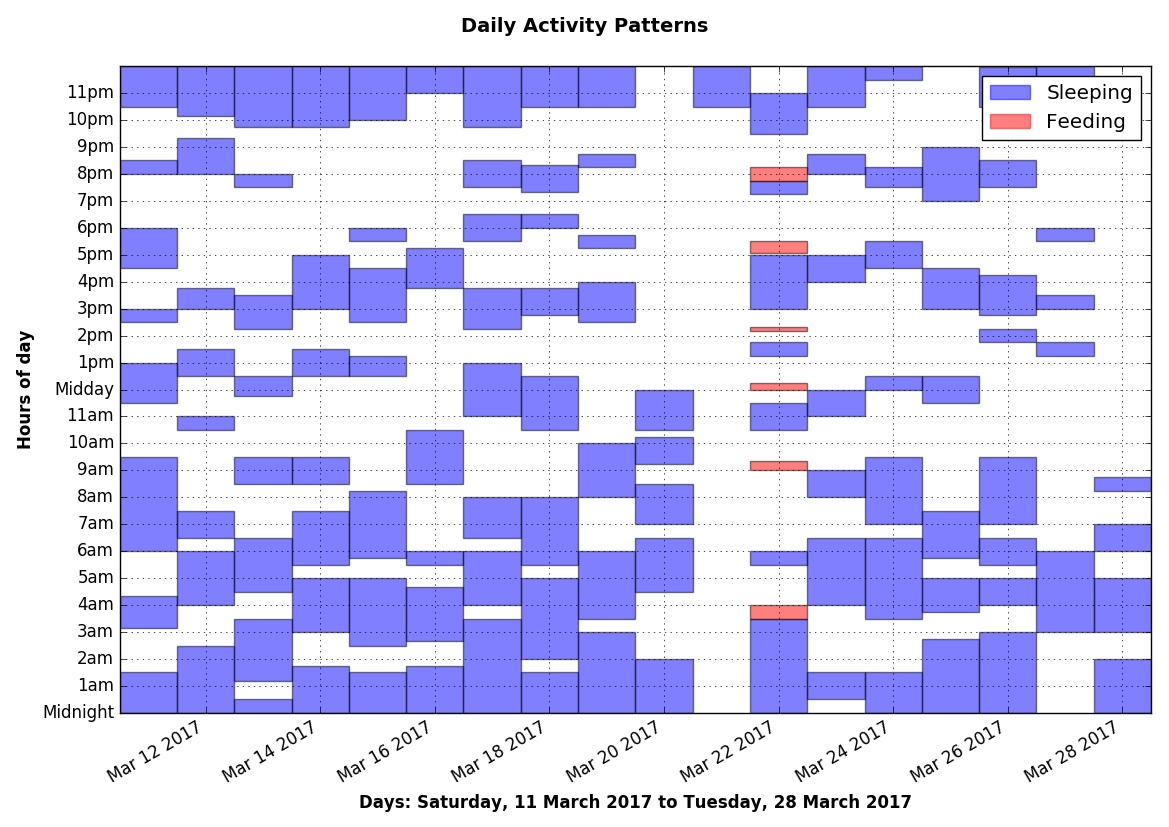 Daily Activity Patterns
Sleeping
Feeding
Hours of day
11pm
10pm
9pm
8pm
7pm
6pm
5pm
4pm
3pm
2pm
1pm
Midday
11am
10am
9am
8am
7am
6am
5am
4am
3am
2am
1am
Midnight
Mar 12 2017
Mar 14 2017
Mar 16 2017
Mar 18 2017
Mar 20 2017
Mar 22 2017
Mar 24 2017
Mar 26 2017
Mar 28 2017
Days: Saturday, 11 March 2017 to Tuesday, 28 March 2017